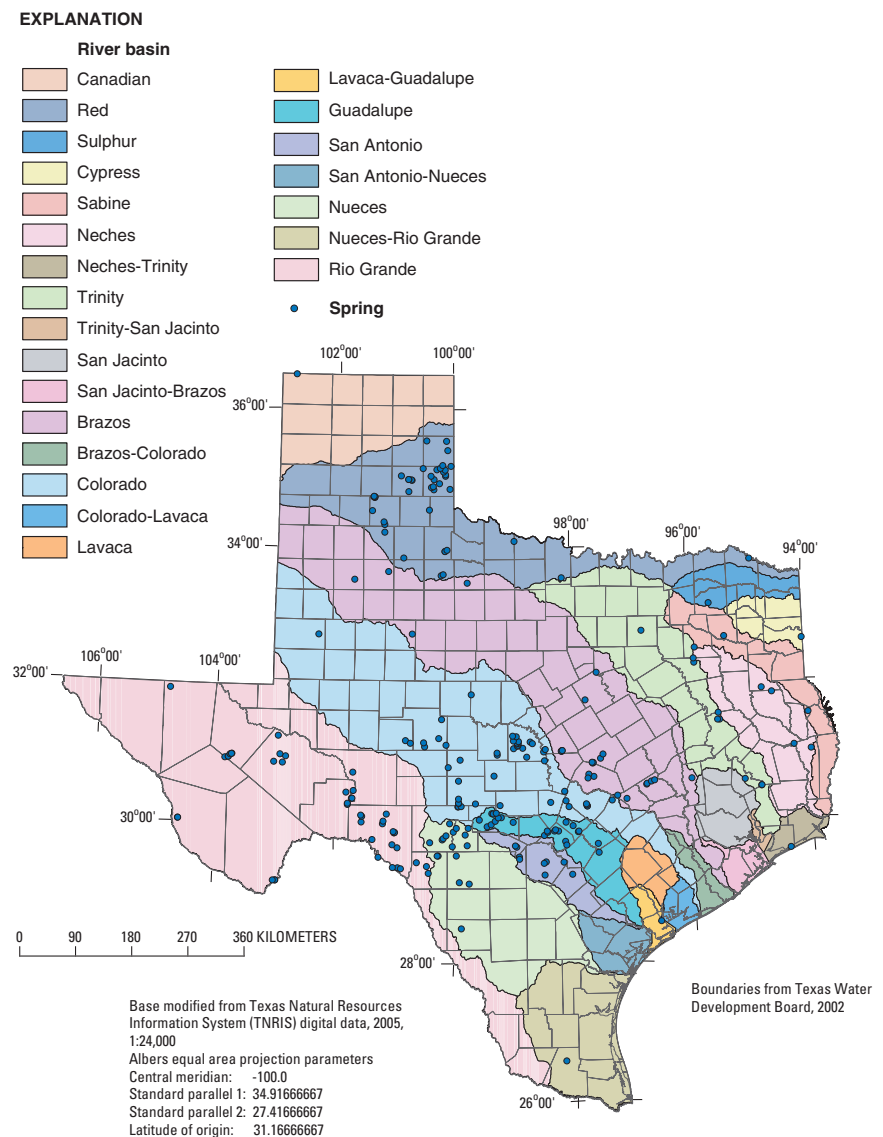 EXPLANATION
River basin
Canadian
Red
Sulphur
Cypress
Sabine
Neches
Neches-Trinity
Trinity
Trinity-San Jacinto
San Jacinto
San Jacinto-Brazos
Brazos
Brazos-Colorado
Colorado
Colorado-Lavaca
Lavaca
Lavaca-Guadalupe
Guadalupe
San Antonio
San Antonio-Nueces
Nueces
Nueces-Rio Grande
Rio Grande
Spring
102°00'
100°00'
36°00'
34°00'
98°00'
96°00'
94°00'
32°00'
106°00'
104°00'
30°00'
28°00'
26°00'
0 90 180 270 360 KILOMETERS
Boundaries from Texas Water
Development Board, 2002
Base modified from Texas Natural Resources
Information System (TNRIS) digital data, 2005,
1:24,000
Albers equal area projection parameters
Central meridian: -100.0
Standard parallel 1: 34.91666667
Standard parallel 2: 27.41666667
Latitude of origin: 31.16666667